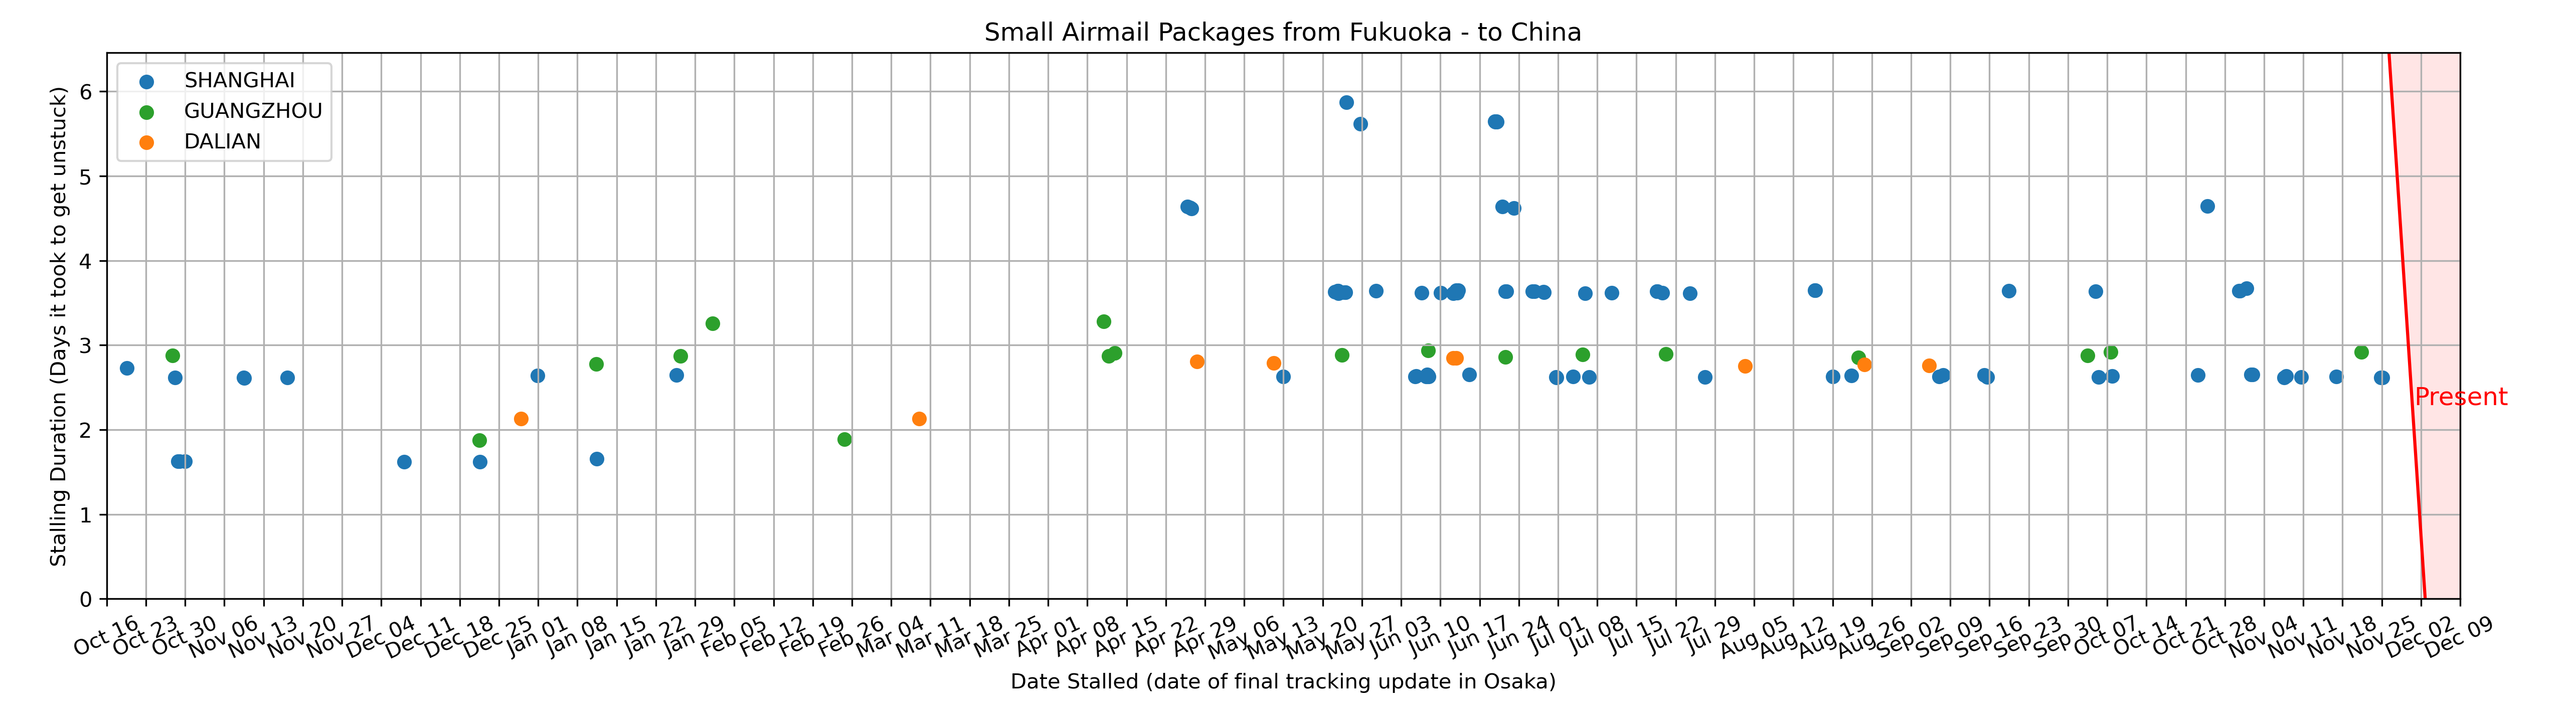 Small Airmail Packages from Fukuoka - to China
SHANGHAI
GUANGZHOU
DALIAN
Stalling Duration (Days it took to get unstuck)
6
5
4
3
2
1
0
Present
Oct 16
Oct 23
Oct 30
Nov 06
Nov 13
Nov 20
Nov 27
Dec 04
Dec 11
Dec 18
Dec 25
Jan 01
Jan 08
Jan 15
Jan 22
Jan 29
Feb 05
Feb 12
Feb 19
Feb 26
Mar 04
Mar 11
Mar 18
Mar 25
Apr 01
Apr 08
Apr 15
Apr 22
Apr 29
May 06
May 13
May 20
May 27
Jun 03
Jun 10
Jun 17
Jun 24
Jul 01
Jul 08
Jul 15
Jul 22
Jul 29
Aug 05
Aug 12
Aug 19
Aug 26
Sep 02
Sep 09
Sep 16
Sep 23
Sep 30
Oct 07
Oct 14
Oct 21
Oct 28
Nov 04
Nov 11
Nov 18
Nov 25
Dec 02
Dec 09
Date Stalled (date of final tracking update in Osaka)